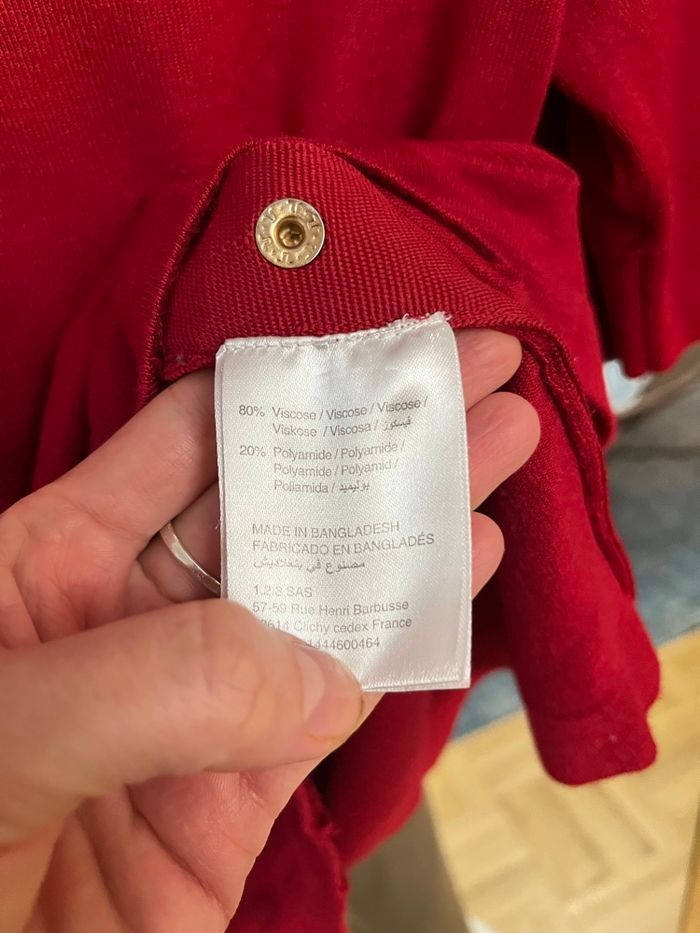 80% Viscose / Viscose / Viscose /
Viskose / Viscosa / فيسكوز
20% Polyamide / Polyamide /
Polyamide / Polyamid /
Poliamida / بوليميد
MADE IN BANGLADESH
FABRICADO EN BANGLADÉS
مصنوع في بنغلاديش
1.2.3 SAS
57-59 Rue Henri Barbusse
Clichy cedex France